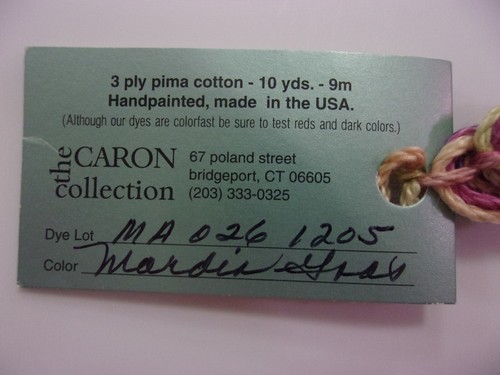 3 ply pima cotton - 10 yds. - 9m
Handpainted, made in the USA.
(Although our dyes are colorfast be sure to test reds and dark colors.)
the CARON collection
67 poland street
bridgeport, CT 06605
(203) 333-0325
Dye Lot MA 026 1205
Color Mardis Gras